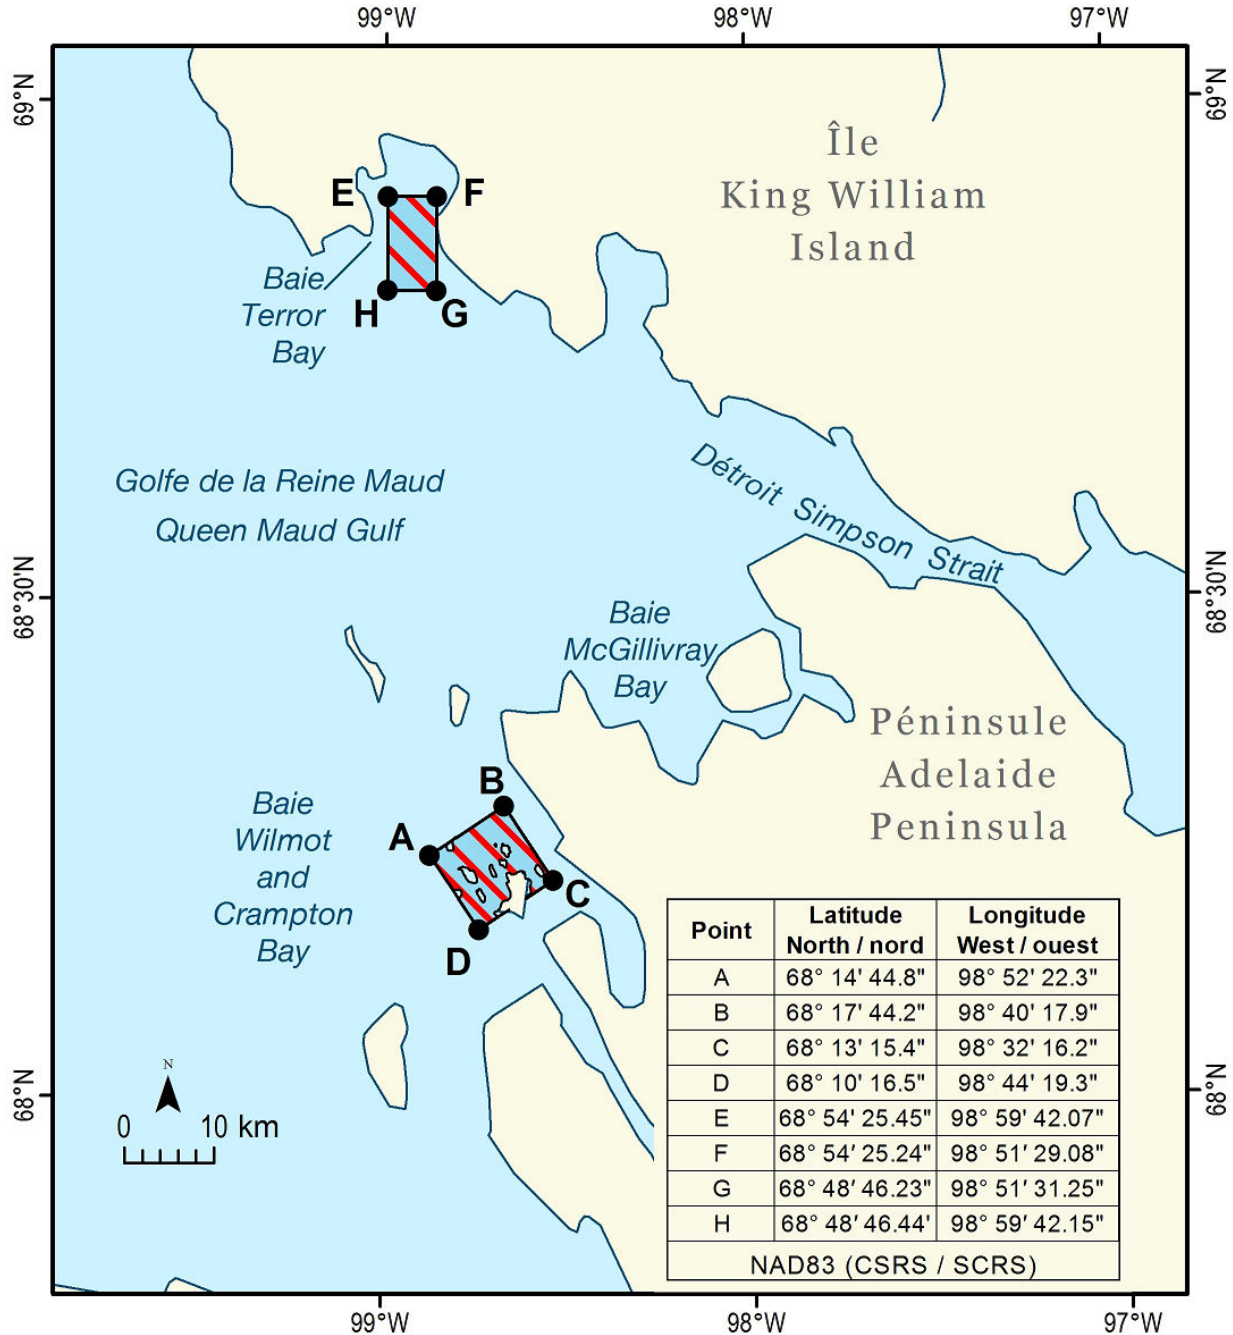 99°W 98°W 97°W
69°N 69°N
Île
King William
Island
E F
Baie
Terror
Bay
H G
Golfe de la Reine Maud
Queen Maud Gulf
Détroit Simpson Strait
68°30'N 68°30'N
Baie
McGillivray
Bay
Péninsule
Adelaide
Peninsula
B
A
C
D
Baie
Wilmot
and
Crampton
Bay
68°N 68°N
N
0 10 km
Point Latitude North / nord Longitude West / ouest
A 68° 14' 44.8" 98° 52' 22.3"
B 68° 17' 44.2" 98° 40' 17.9"
C 68° 13' 15.4" 98° 32' 16.2"
D 68° 10' 16.5" 98° 44' 19.3"
E 68° 54' 25.45" 98° 59' 42.07"
F 68° 54' 25.24" 98° 51' 29.08"
G 68° 48' 46.23" 98° 51' 31.25"
H 68° 48' 46.44' 98° 59' 42.15"
NAD83 (CSRS / SCRS)
99°W 98°W 97°W